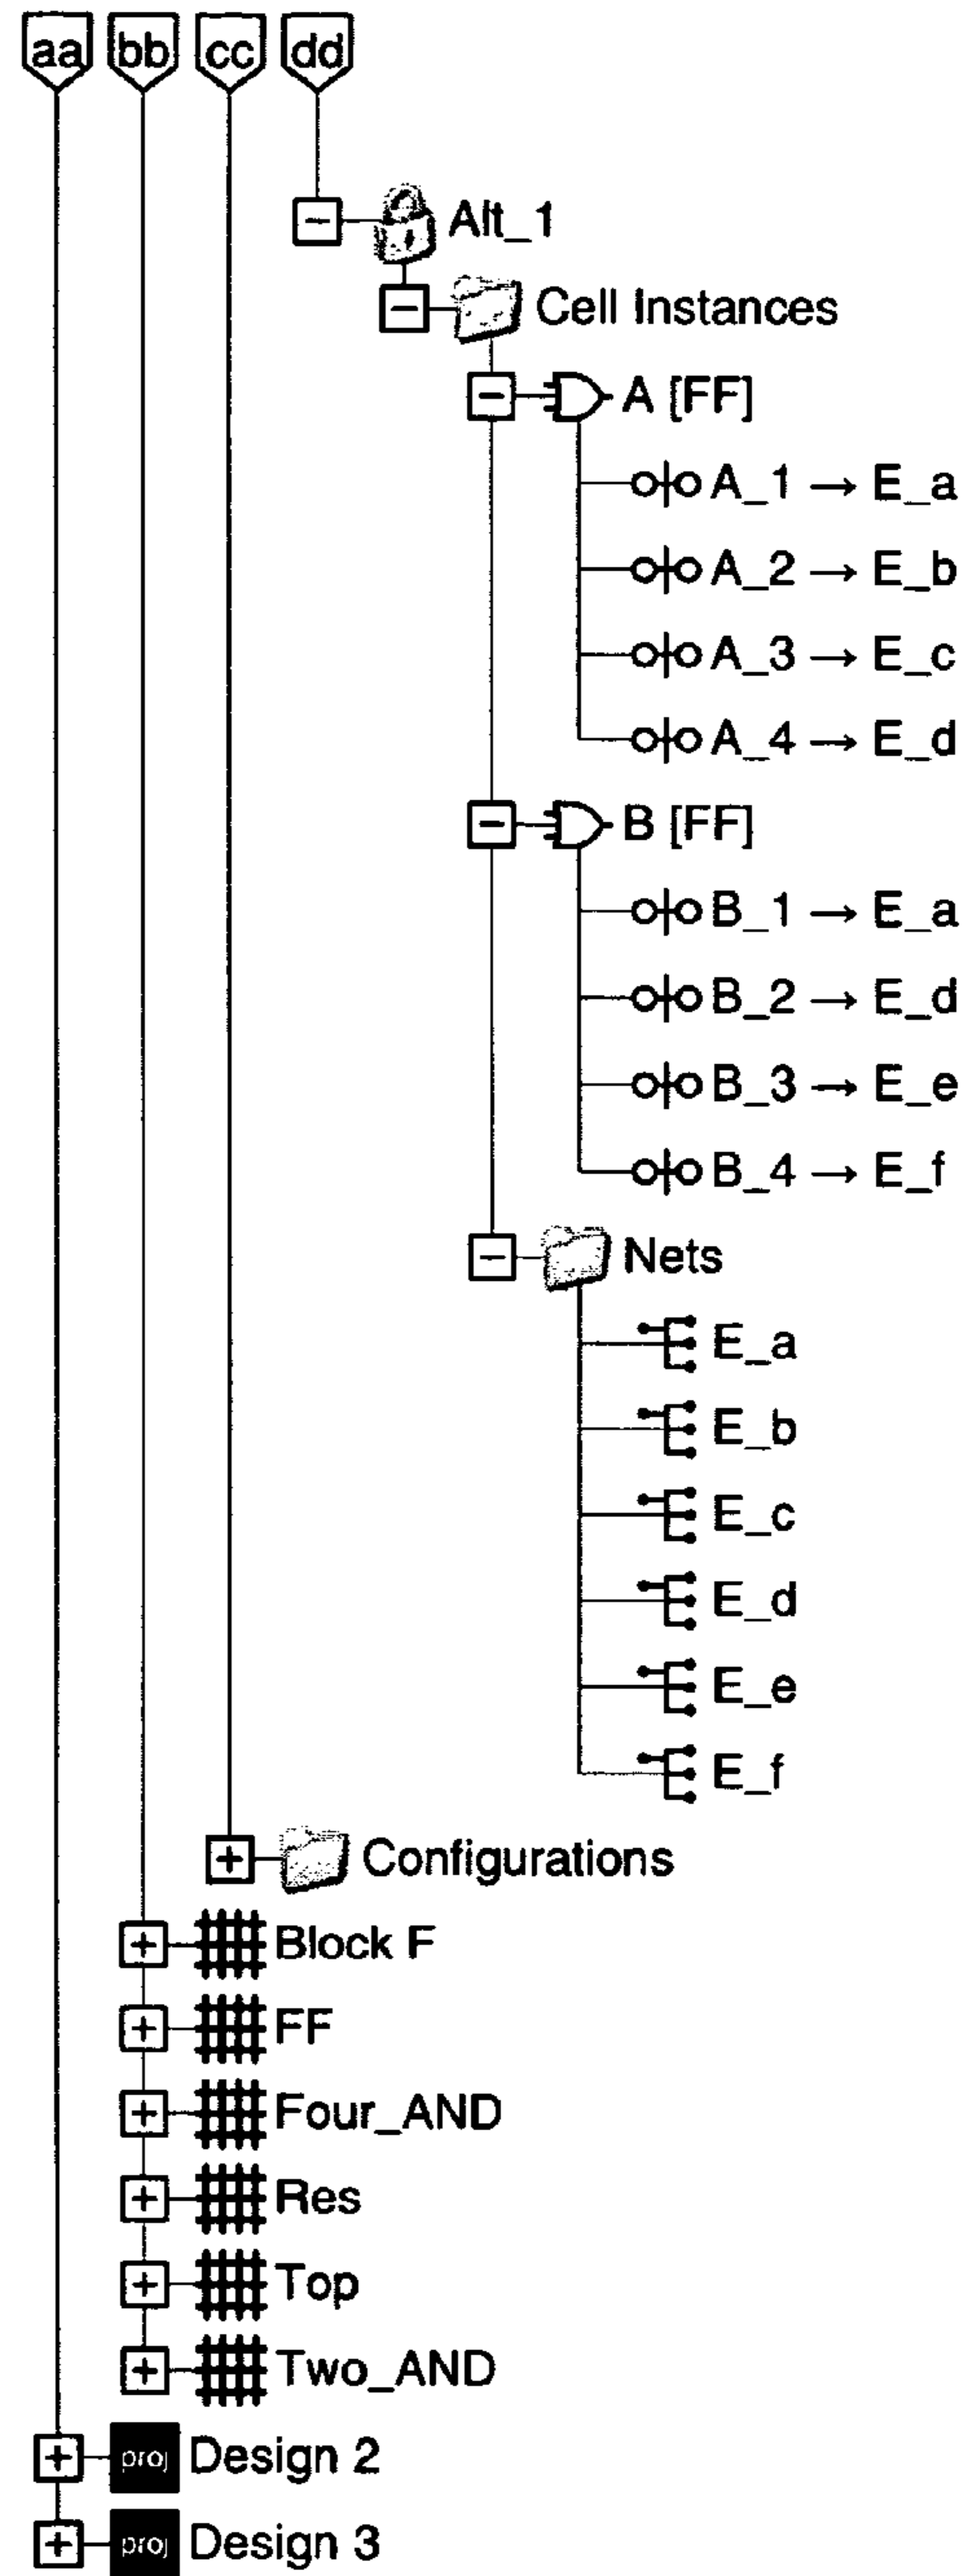 aa bb cc dd
Alt_1
Cell Instances
A [FF]
A_1 → E_a
A_2 → E_b
A_3 → E_c
A_4 → E_d
B [FF]
B_1 → E_a
B_2 → E_d
B_3 → E_e
B_4 → E_f
Nets
E_a
E_b
E_c
E_d
E_e
E_f
Configurations
Block F
FF
Four_AND
Res
Top
Two_AND
proj Design 2
proj Design 3